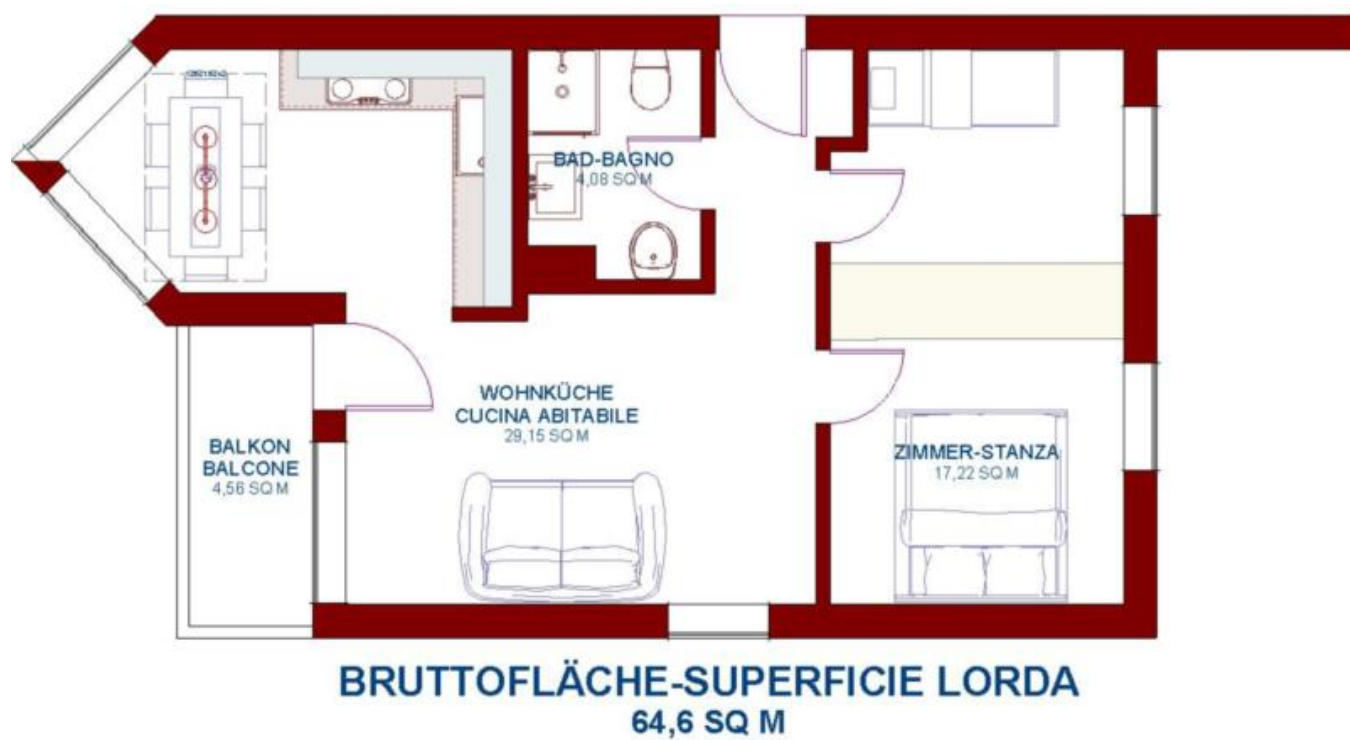 BAD-BAGNO
4,08 SQ M
WOHNKÜCHE
CUCINA ABITABILE
29,15 SQ M
BALKON
BALCONE
4,56 SQ M
ZIMMER-STANZA
17,22 SQ M
BRUTTOFLÄCHE-SUPERFICIE LORDA
64,6 SQ M